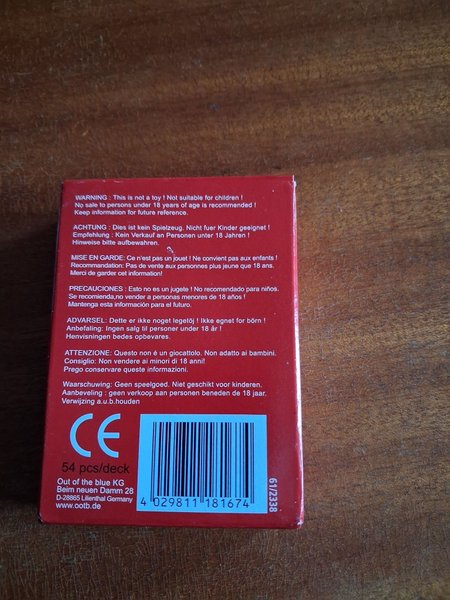 WARNING : This is not a toy ! Not suitable for children !
No sale to persons under 18 years of age is recommended !
Keep information for future reference.
ACHTUNG : Dies ist kein Spielzeug. Nicht fuer Kinder geeignet !
Empfehlung : Kein Verkauf an Personen unter 18 Jahren !
Hinweise bitte aufbewahren.
MISE EN GARDE: Ce n'est pas un jouet ! Ne convient pas aux enfants !
Recommandation: Pas de vente aux personnes plus jeune que 18 ans.
Merci de garder cet information!
PRECAUCIONES : Esto no es un jugete ! No recomendado para niños.
Se recomienda,no vender a personas menores de 18 años !
Mantenga esta información para el futuro.
ADVARSEL: Dette er ikke noget legetöj ! Ikke egnet for börn !
Anbefaling: Ingen salg til personer under 18 år !
Henvisningen bedes opbevares.
ATTENZIONE: Questo non è un giocattolo. Non adatto ai bambini.
Consiglio: Non vendere ai minori di 18 anni!
Prego conservare queste informazioni.
Waarschuwing: Geen speelgoed. Niet geschikt voor kinderen.
Aanbeveling : geen verkoop aan personen beneden de 18 jaar.
Verwijzing a.u.b.houden
CE
54 pcs/deck
Out of the blue KG
Beim neuen Damm 28
D-28865 Lilienthal Germany
www.ootb.de
4 029811 181674
61/2338